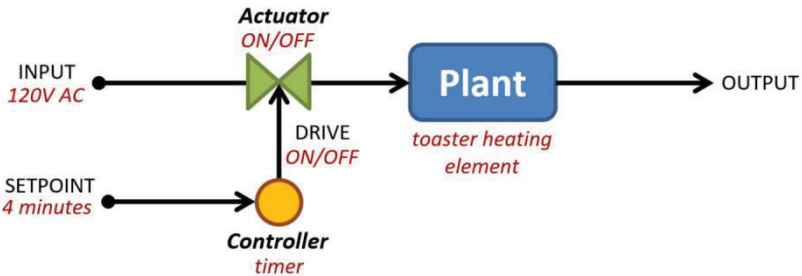 Actuator
ON/OFF
INPUT
120V AC
Plant
OUTPUT
toaster heating
element
DRIVE
ON/OFF
SETPOINT
4 minutes
Controller
timer